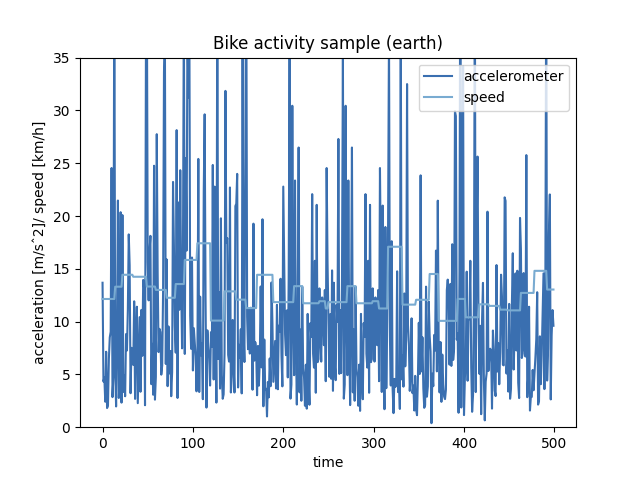 Bike activity sample (earth)
accelerometer
speed
35
30
25
20
15
10
5
0
acceleration [m/s^2]/ speed [km/h]
0 100 200 300 400 500
time